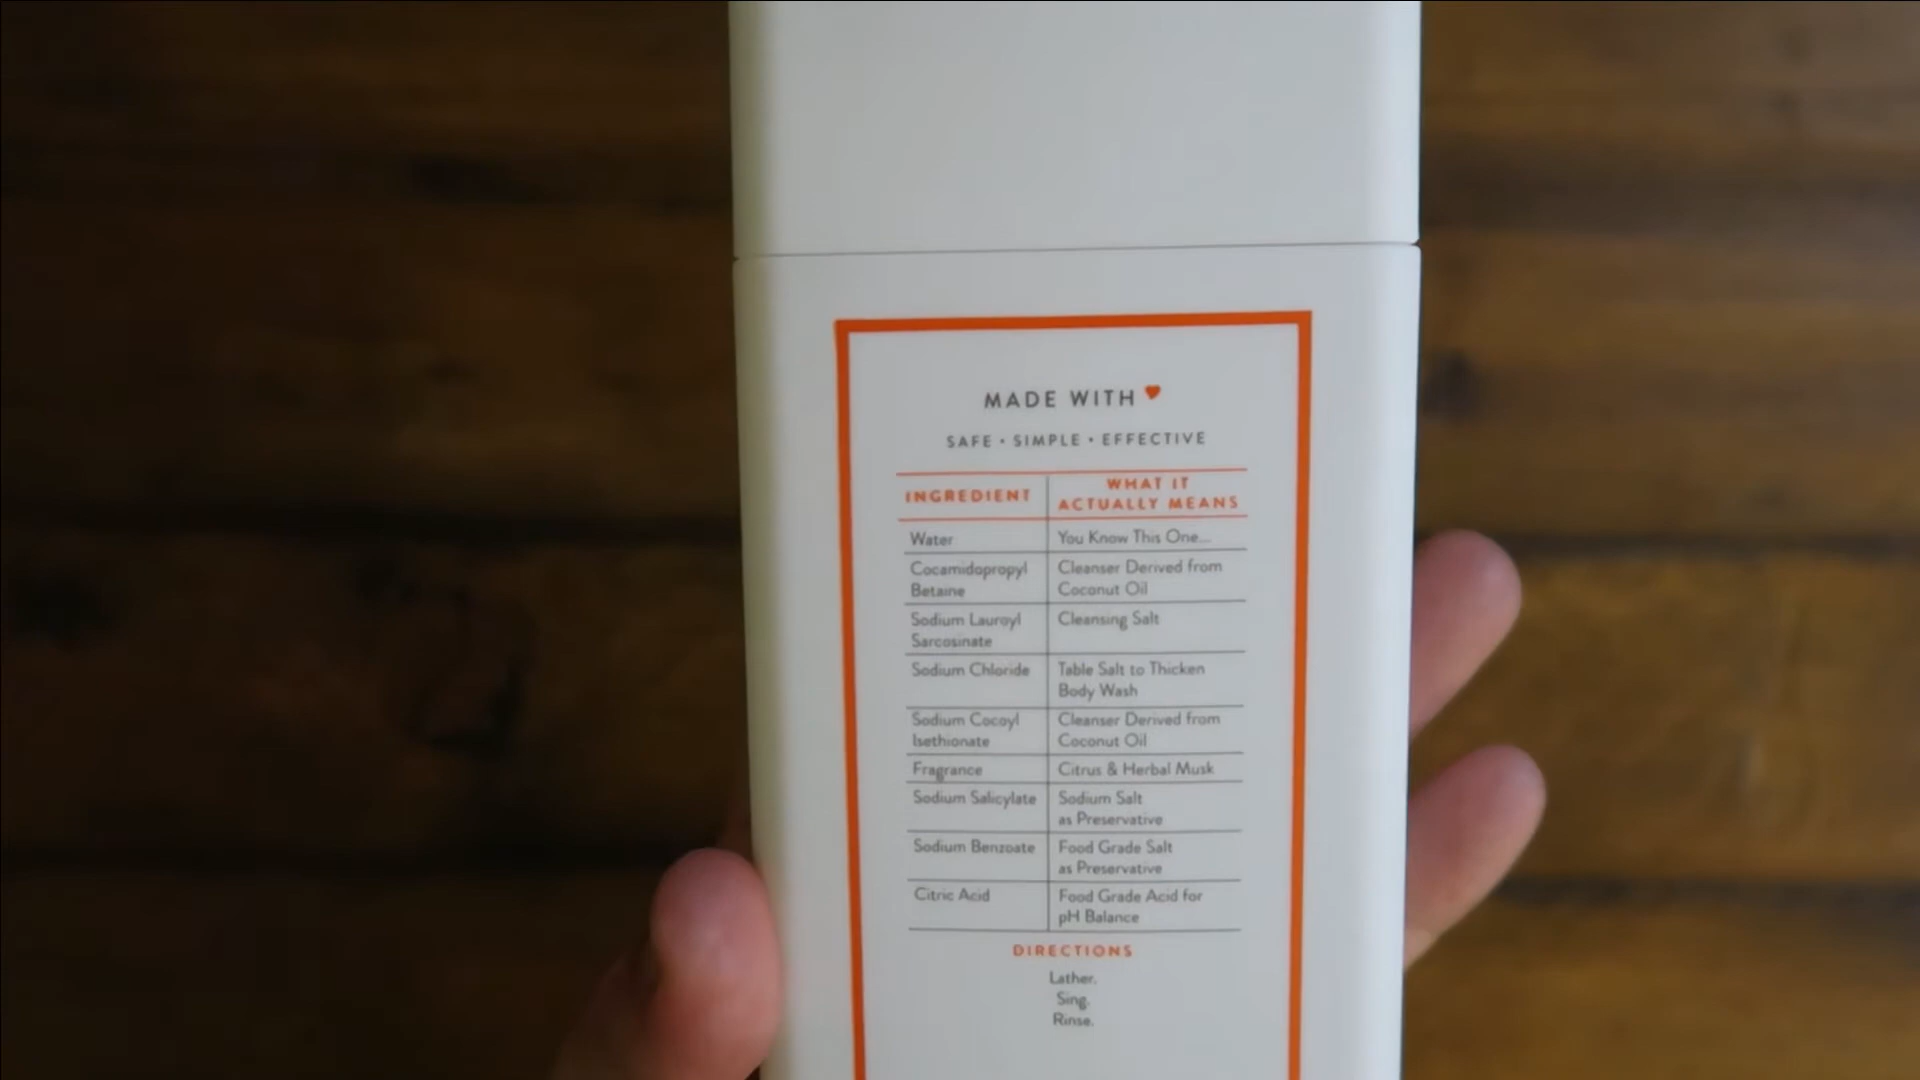 MADE WITH ♥
SAFE • SIMPLE • EFFECTIVE
INGREDIENT
WHAT IT
ACTUALLY MEANS
Water
You Know This One...
Cocamidopropyl
Betaine
Cleanser Derived from
Coconut Oil
Sodium Lauroyl
Sarcosinate
Cleansing Salt
Sodium Chloride
Table Salt to Thicken
Body Wash
Sodium Cocoyl
Isethionate
Cleanser Derived from
Coconut Oil
Fragrance
Citrus & Herbal Musk
Sodium Salicylate
Sodium Salt
as Preservative
Sodium Benzoate
Food Grade Salt
as Preservative
Citric Acid
Food Grade Acid for
pH Balance
DIRECTIONS
Lather.
Sing.
Rinse.